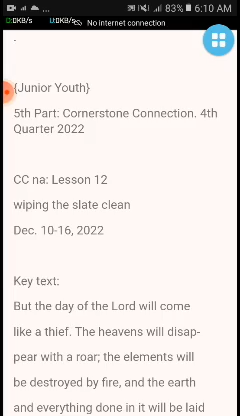 0KB/s
U:0KB/s
No internet connection
83%
6:10 AM
.
{Junior Youth}
5th Part: Cornerstone Connection. 4th
Quarter 2022
CC na: Lesson 12
wiping the slate clean
Dec. 10-16, 2022
Key text:
But the day of the Lord will come
like a thief. The heavens will disap-
pear with a roar; the elements will
be destroyed by fire, and the earth
and everything done in it will be laid